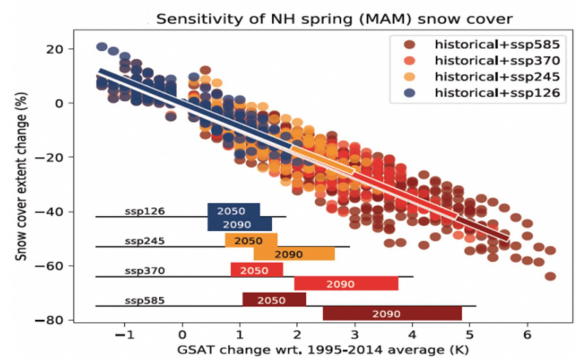 Sensitivity of NH spring (MAM) snow cover
historical+ssp585
historical+ssp370
historical+ssp245
historical+ssp126
Snow cover extent change (%)
20
0
−20
−40
−60
−80
ssp126
2050
2090
ssp245
2050
2090
ssp370
2050
2090
ssp585
2050
2090
−1
0
1
2
3
4
5
6
GSAT change wrt. 1995-2014 average (K)